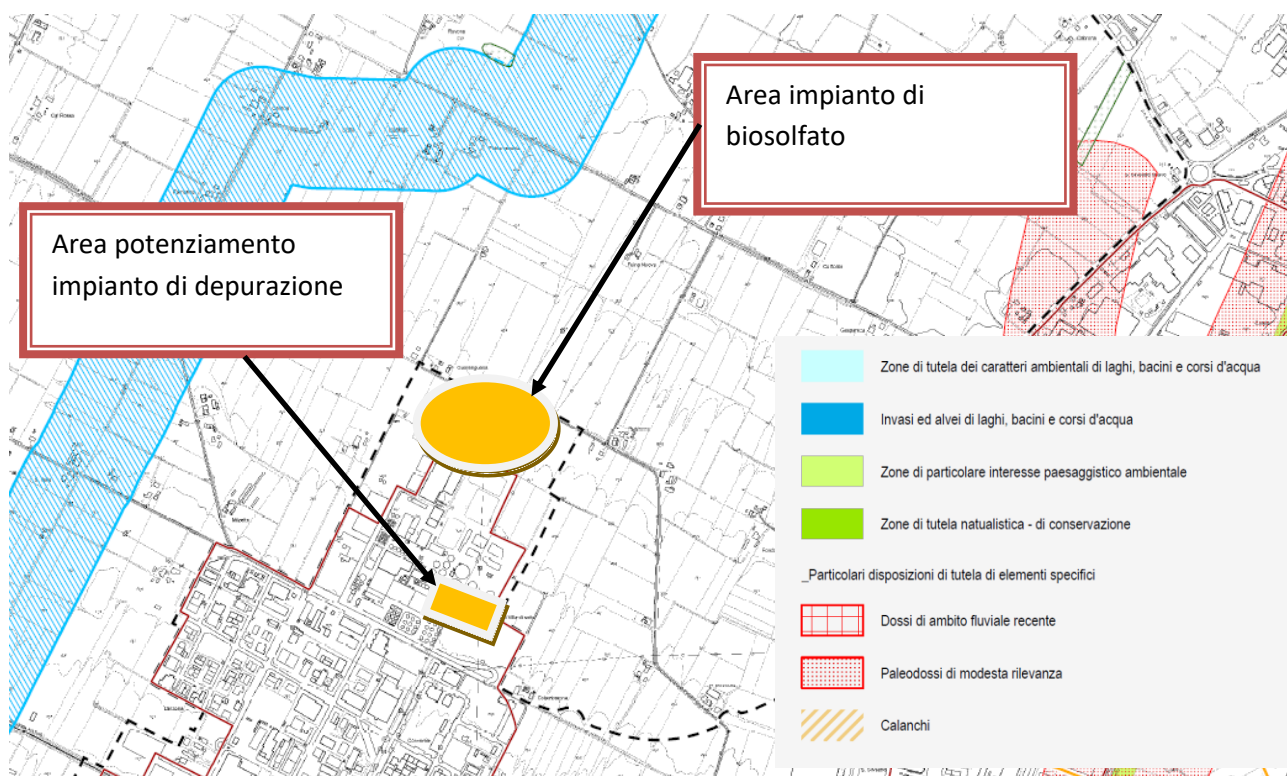 Area impianto di
biosolfato
Area potenziamento
impianto di depurazione
Zone di tutela dei caratteri ambientali di laghi, bacini e corsi d'acqua
Invasi ed alvei di laghi, bacini e corsi d'acqua
Zone di particolare interesse paesaggistico ambientale
Zone di tutela natualistica - di conservazione
_Particolari disposizioni di tutela di elementi specifici
Dossi di ambito fluviale recente
Paleodossi di modesta rilevanza
Calanchi